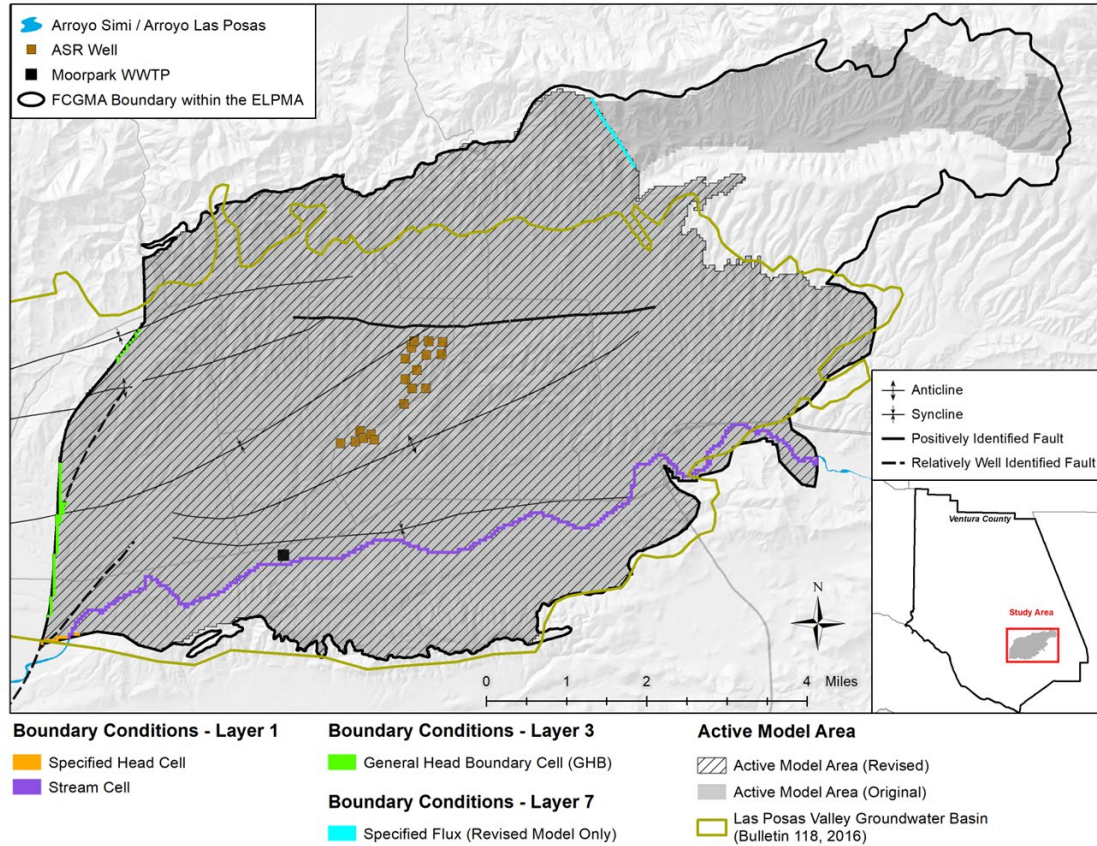 Arroyo Simi / Arroyo Las Posas
ASR Well
Moorpark WWTP
FCGMA Boundary within the ELPMA
Anticline
Syncline
Positively Identified Fault
Relatively Well Identified Fault
Ventura County
Study Area
N
0 1 2 4 Miles
Boundary Conditions - Layer 1
Specified Head Cell
Stream Cell
Boundary Conditions - Layer 3
General Head Boundary Cell (GHB)
Boundary Conditions - Layer 7
Specified Flux (Revised Model Only)
Active Model Area
Active Model Area (Revised)
Active Model Area (Original)
Las Posas Valley Groundwater Basin
(Bulletin 118, 2016)